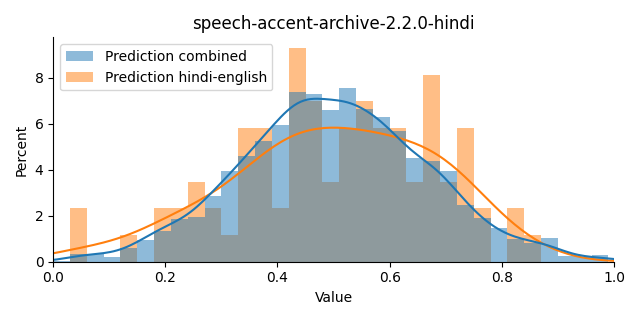 speech-accent-archive-2.2.0-hindi
Prediction combined
Prediction hindi-english
Percent
8
6
4
2
0
0.0 0.2 0.4 0.6 0.8 1.0
Value